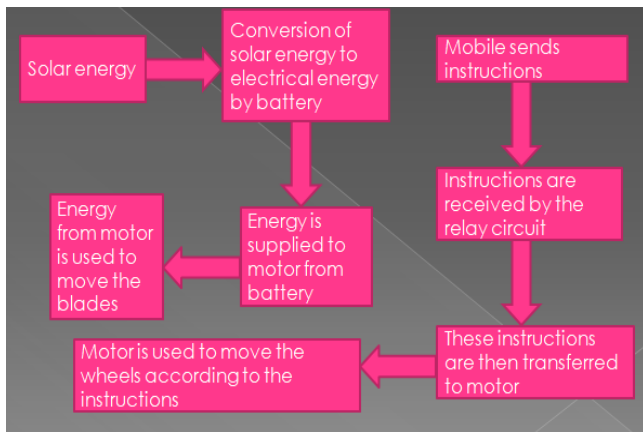 Solar energy
Conversion of
solar energy to
electrical energy
by battery
Mobile sends
instructions
Energy
from motor
is used to
move the
blades
Energy is
supplied to
motor from
battery
Instructions are
received by the
relay circuit
Motor is used to move the
wheels according to the
instructions
These instructions
are then transferred
to motor